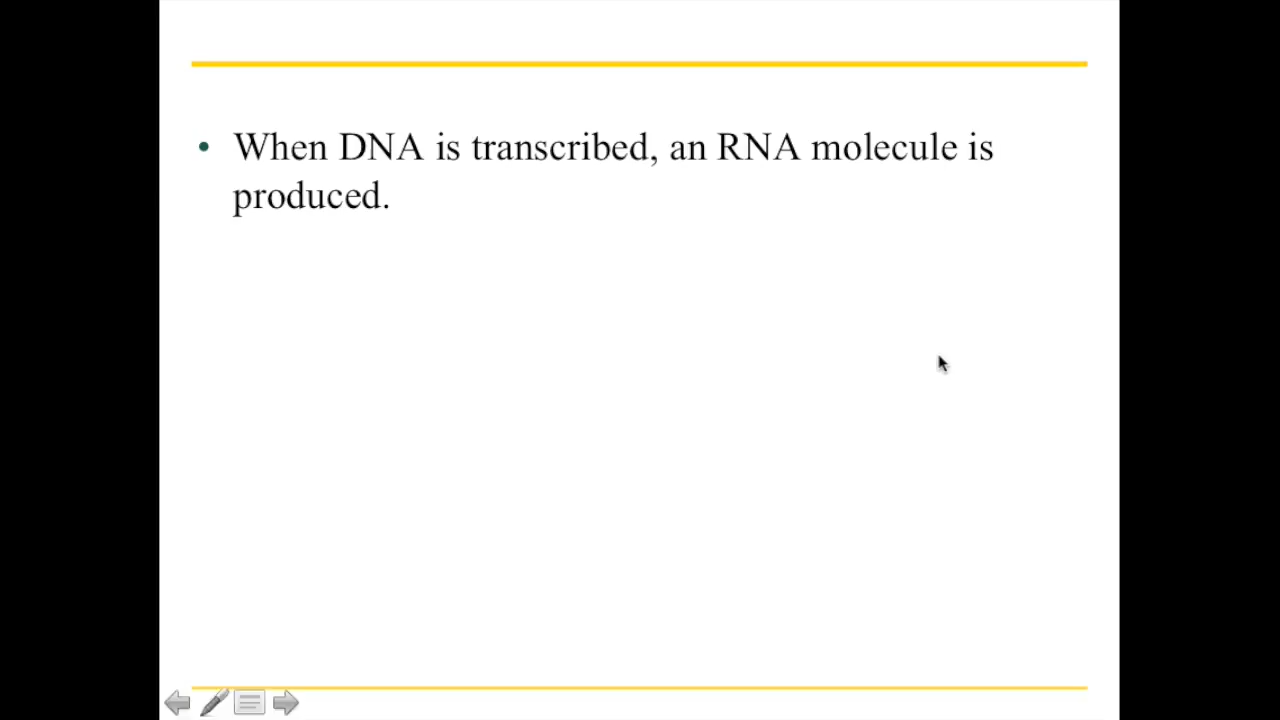 • When DNA is transcribed, an RNA molecule is
produced.